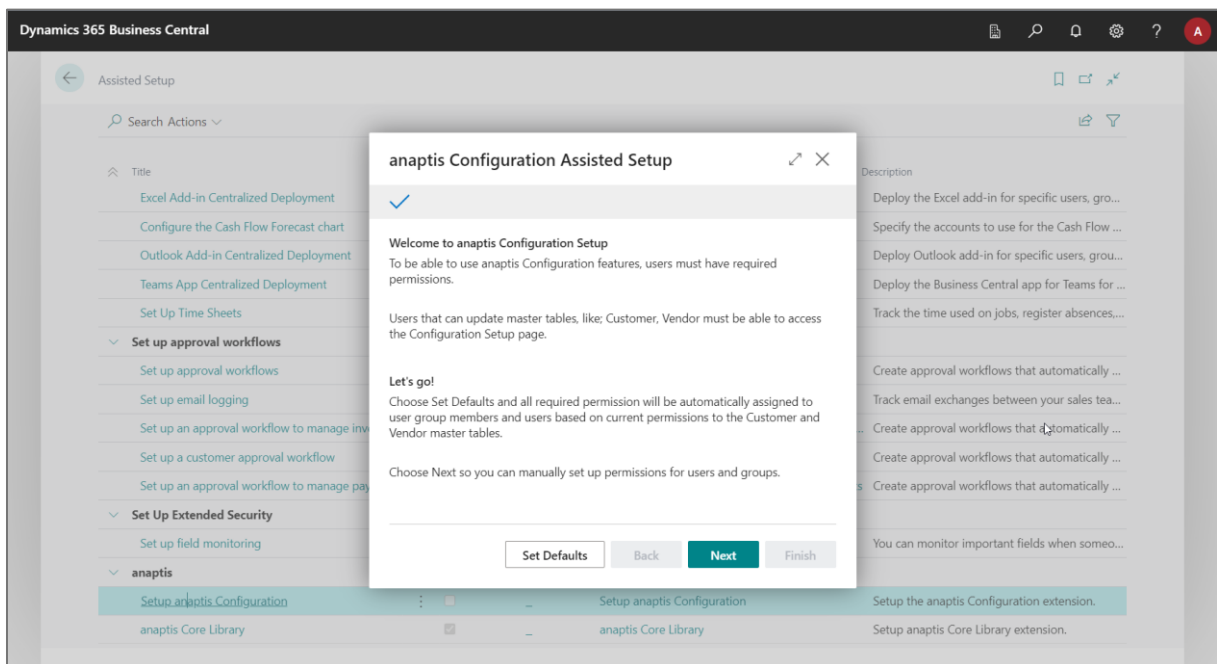 Dynamics 365 Business Central
A
Assisted Setup
Search Actions
Title
Description
Excel Add-in Centralized Deployment
Deploy the Excel add-in for specific users, gro...
Configure the Cash Flow Forecast chart
Specify the accounts to use for the Cash Flow ...
Outlook Add-in Centralized Deployment
Deploy Outlook add-in for specific users, grou...
Teams App Centralized Deployment
Deploy the Business Central app for Teams for ...
Set Up Time Sheets
Track the time used on jobs, register absences,...
Set up approval workflows
Set up approval workflows
Create approval workflows that automatically ...
Set up email logging
Track email exchanges between your sales tea...
Set up an approval workflow to manage inv
Create approval workflows that automatically ...
Set up a customer approval workflow
Create approval workflows that automatically ...
Set up an approval workflow to manage pay
s Create approval workflows that automatically ...
Set Up Extended Security
Set up field monitoring
You can monitor important fields when someo...
anaptis
Setup anaptis Configuration
Setup anaptis Configuration
Setup the anaptis Configuration extension.
anaptis Core Library
anaptis Core Library
Setup anaptis Core Library extension.
anaptis Configuration Assisted Setup
Welcome to anaptis Configuration Setup
To be able to use anaptis Configuration features, users must have required
permissions.
Users that can update master tables, like; Customer, Vendor must be able to access
the Configuration Setup page.
Let's go!
Choose Set Defaults and all required permission will be automatically assigned to
user group members and users based on current permissions to the Customer and
Vendor master tables.
Choose Next so you can manually set up permissions for users and groups.
Set Defaults
Back
Next
Finish